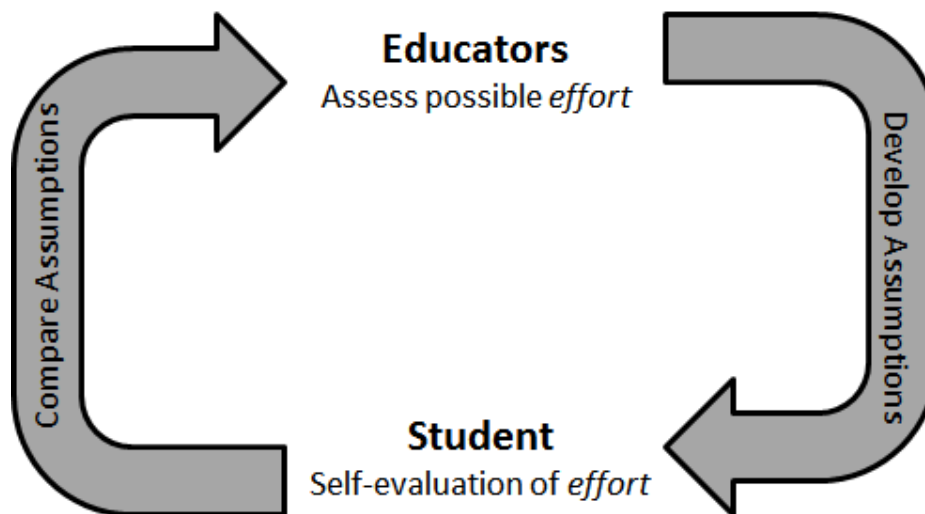 Educators
Assess possible effort
Develop Assumptions
Student
Self-evaluation of effort
Compare Assumptions